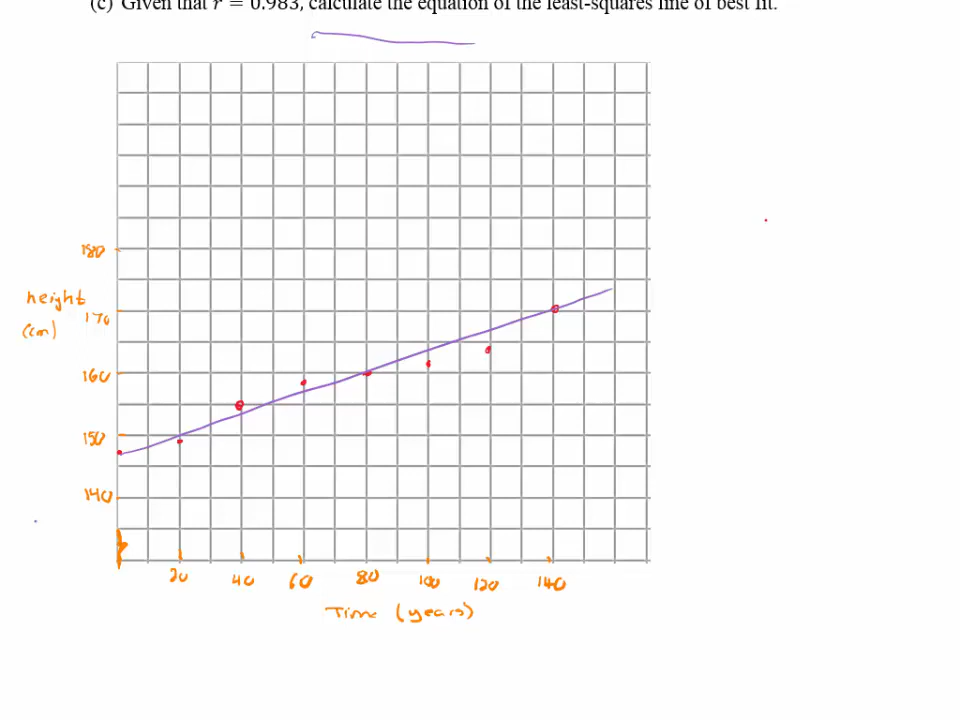 (c) Given that r = 0.983, calculate the equation of the least-squares line of best fit.
180
height
(cm)
170
160
150
140
20 40 60 80 100 120 140
Time (years)